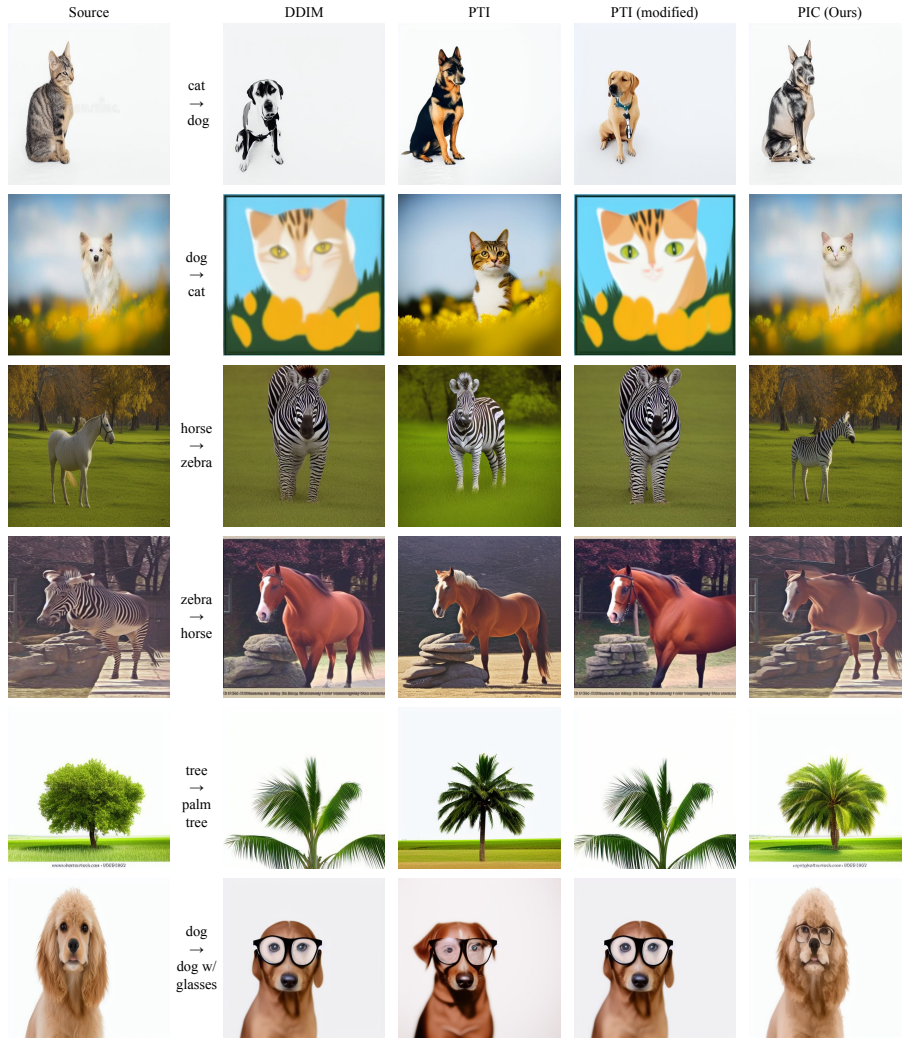 Source
DDIM
PTI
PTI (modified)
PIC (Ours)
cat
→
dog
dog
→
cat
horse
→
zebra
zebra
→
horse
tree
→
palm
tree
dog
→
dog w/
glasses